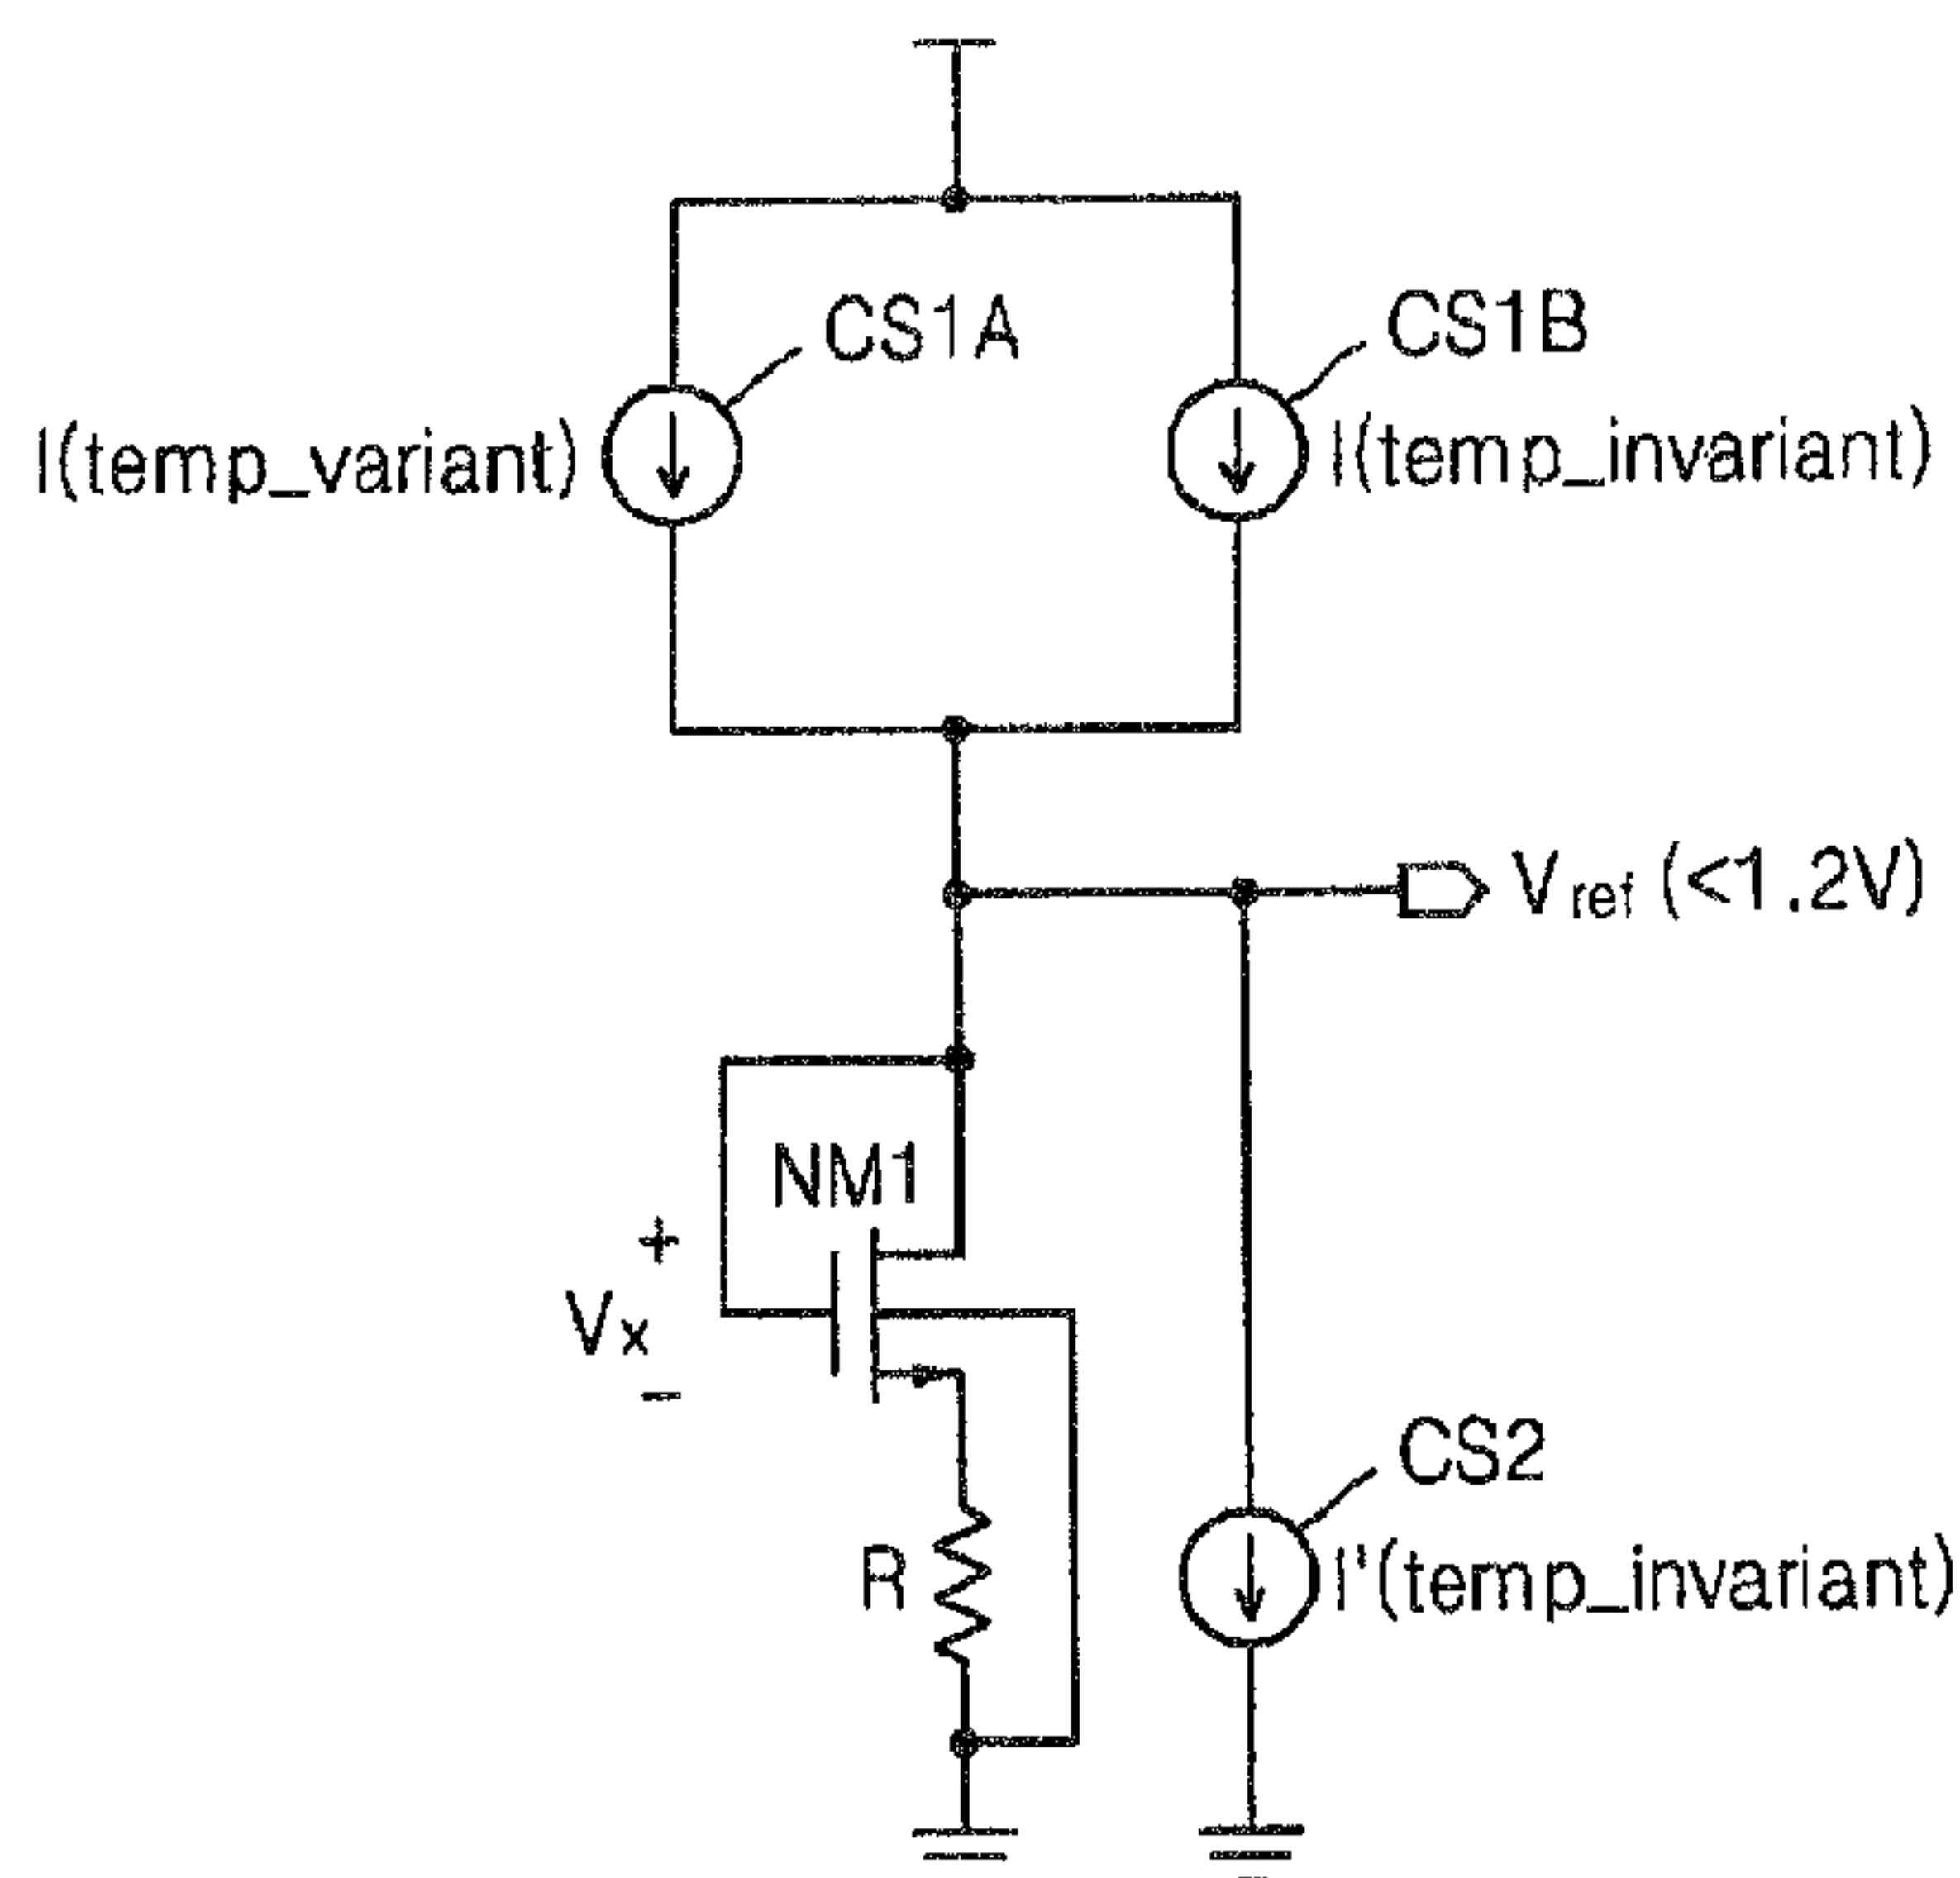 CS1A
CS1B
I(temp_variant)
I(temp_invariant)
Vref (<1.2V)
NM1
+
Vx
−
CS2
R
I'(temp_invariant)